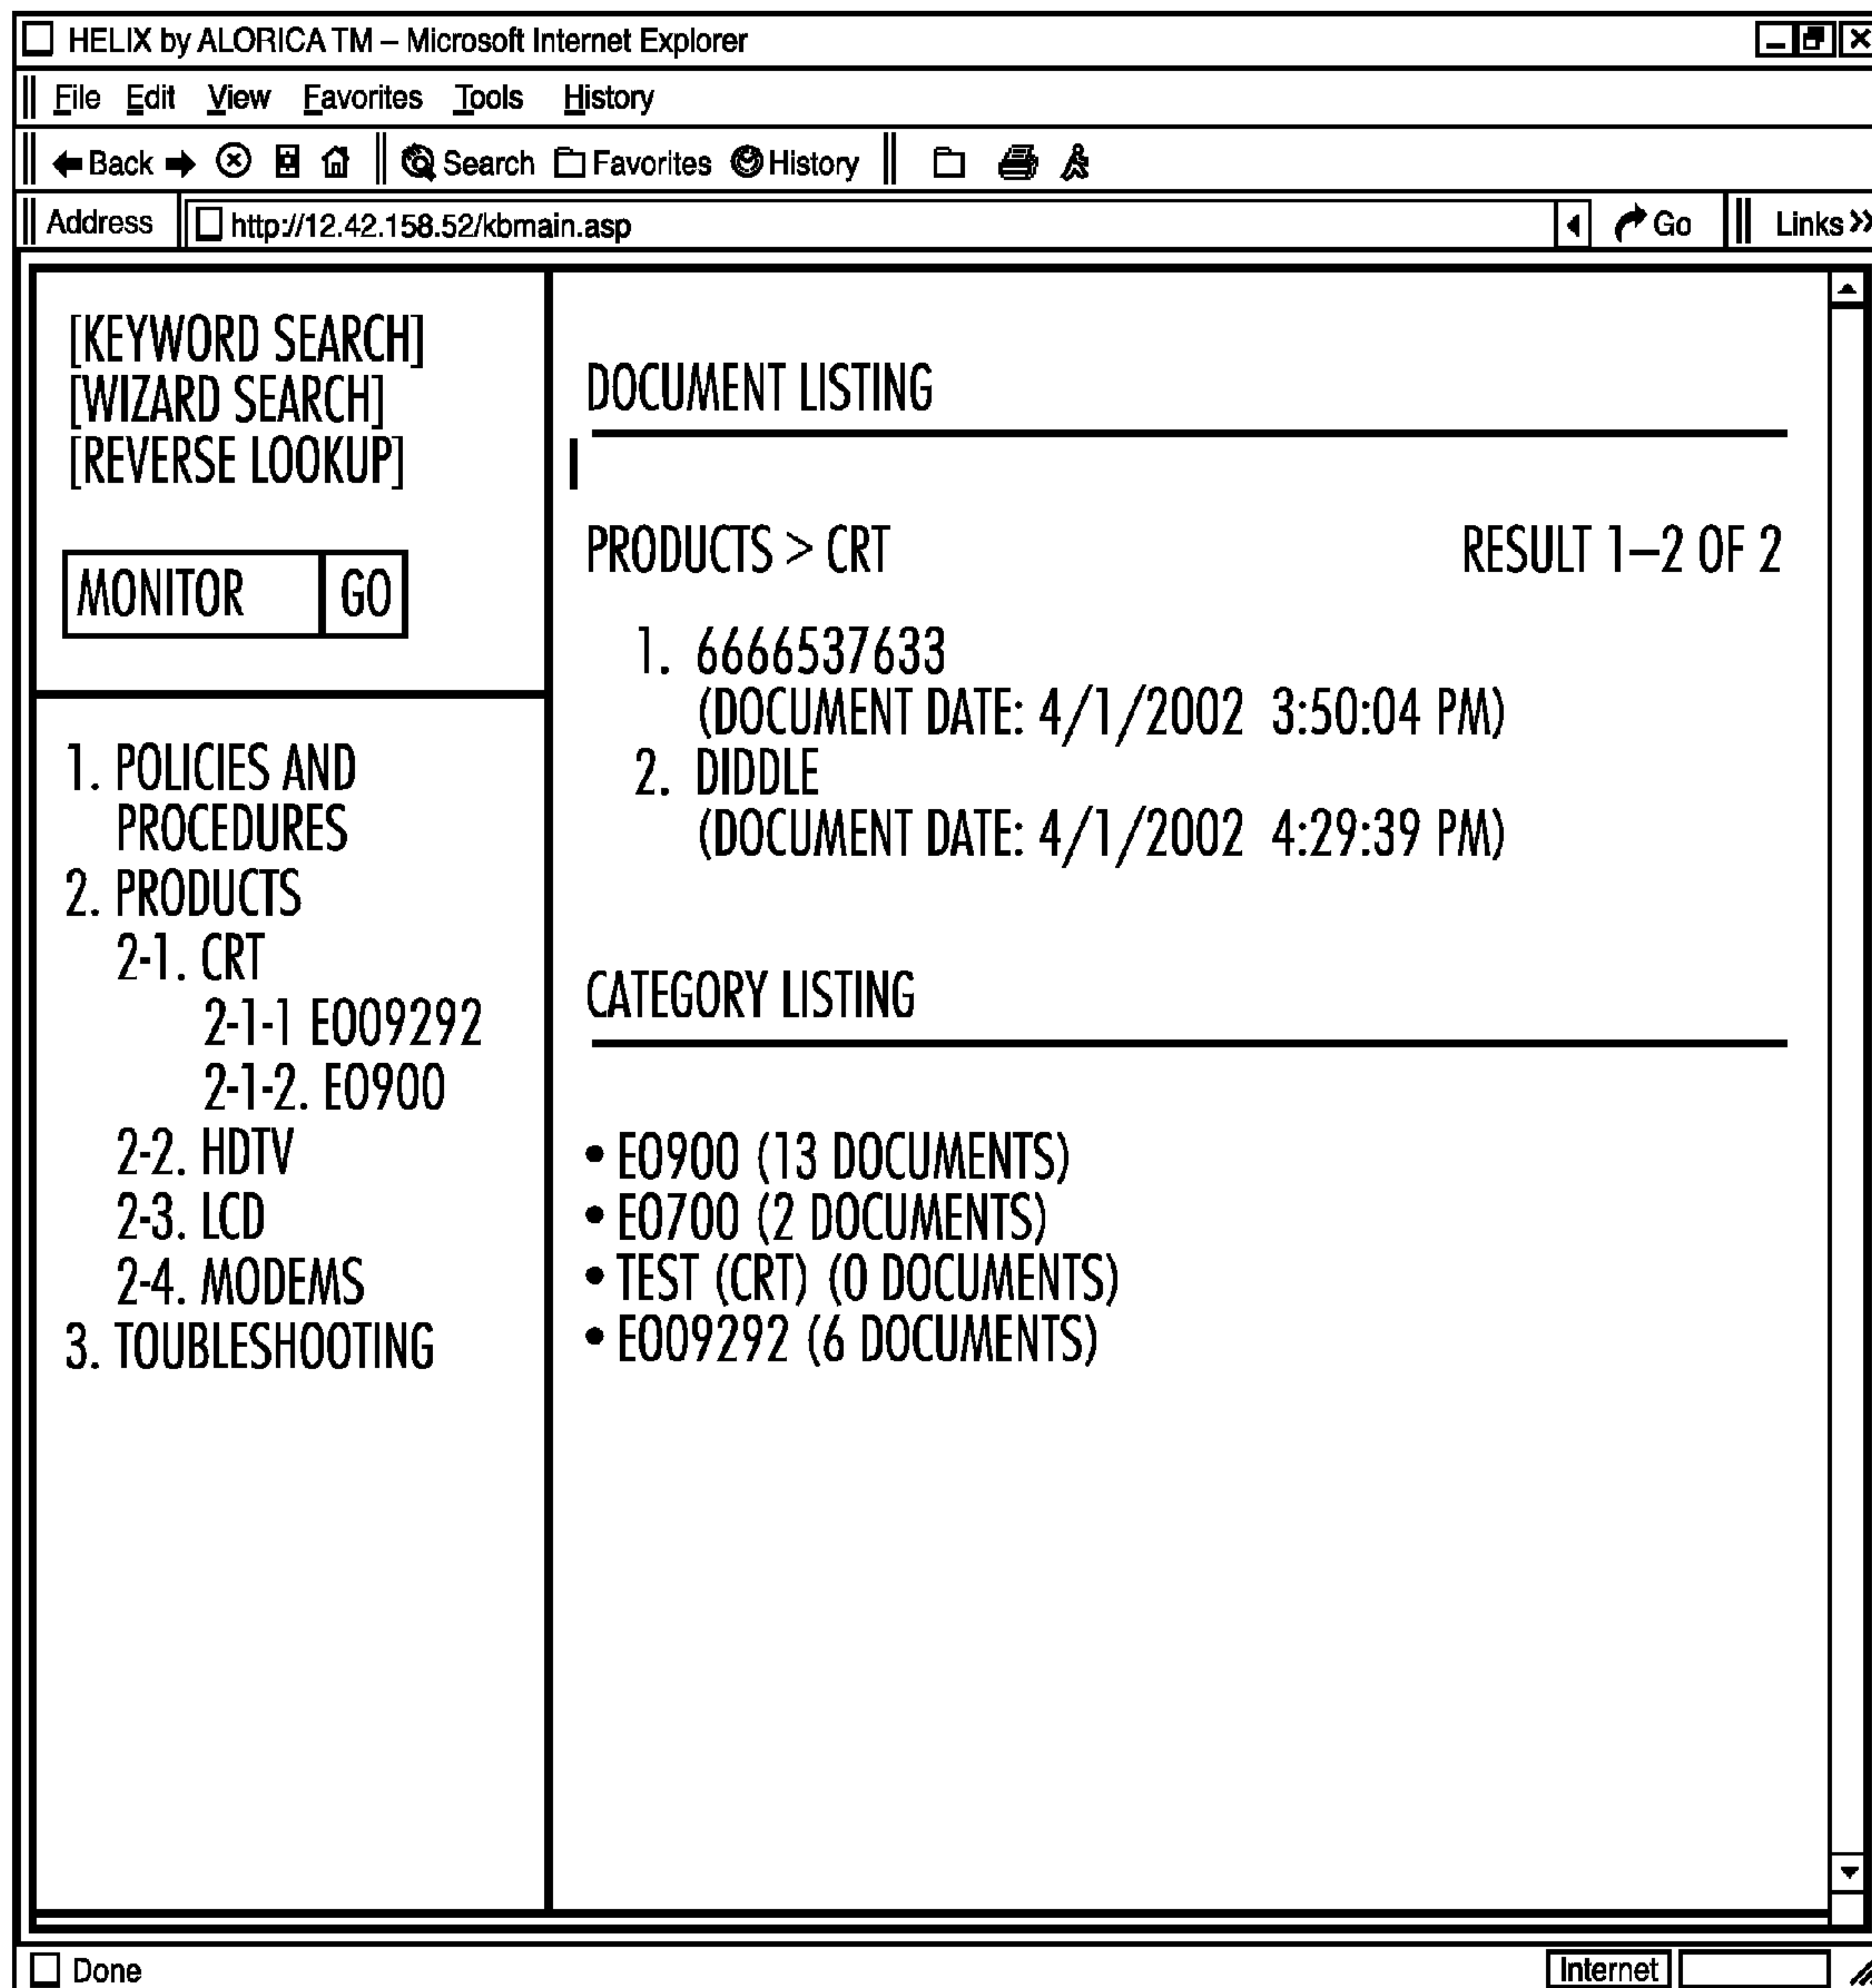 HELIX by ALORICA TM – Microsoft Internet Explorer
File Edit View Favorites Tools History
Back Search Favorites History
Address http://12.42.158.52/kbmain.asp Go Links »
[KEYWORD SEARCH]
[WIZARD SEARCH]
[REVERSE LOOKUP]
MONITOR GO
1. POLICIES AND
PROCEDURES
2. PRODUCTS
2-1. CRT
2-1-1 E009292
2-1-2. E0900
2-2. HDTV
2-3. LCD
2-4. MODEMS
3. TOUBLESHOOTING
DOCUMENT LISTING
PRODUCTS > CRT RESULT 1–2 OF 2
1. 6666537633
(DOCUMENT DATE: 4/1/2002 3:50:04 PM)
2. DIDDLE
(DOCUMENT DATE: 4/1/2002 4:29:39 PM)
CATEGORY LISTING
• E0900 (13 DOCUMENTS)
• E0700 (2 DOCUMENTS)
• TEST (CRT) (0 DOCUMENTS)
• E009292 (6 DOCUMENTS)
Done Internet